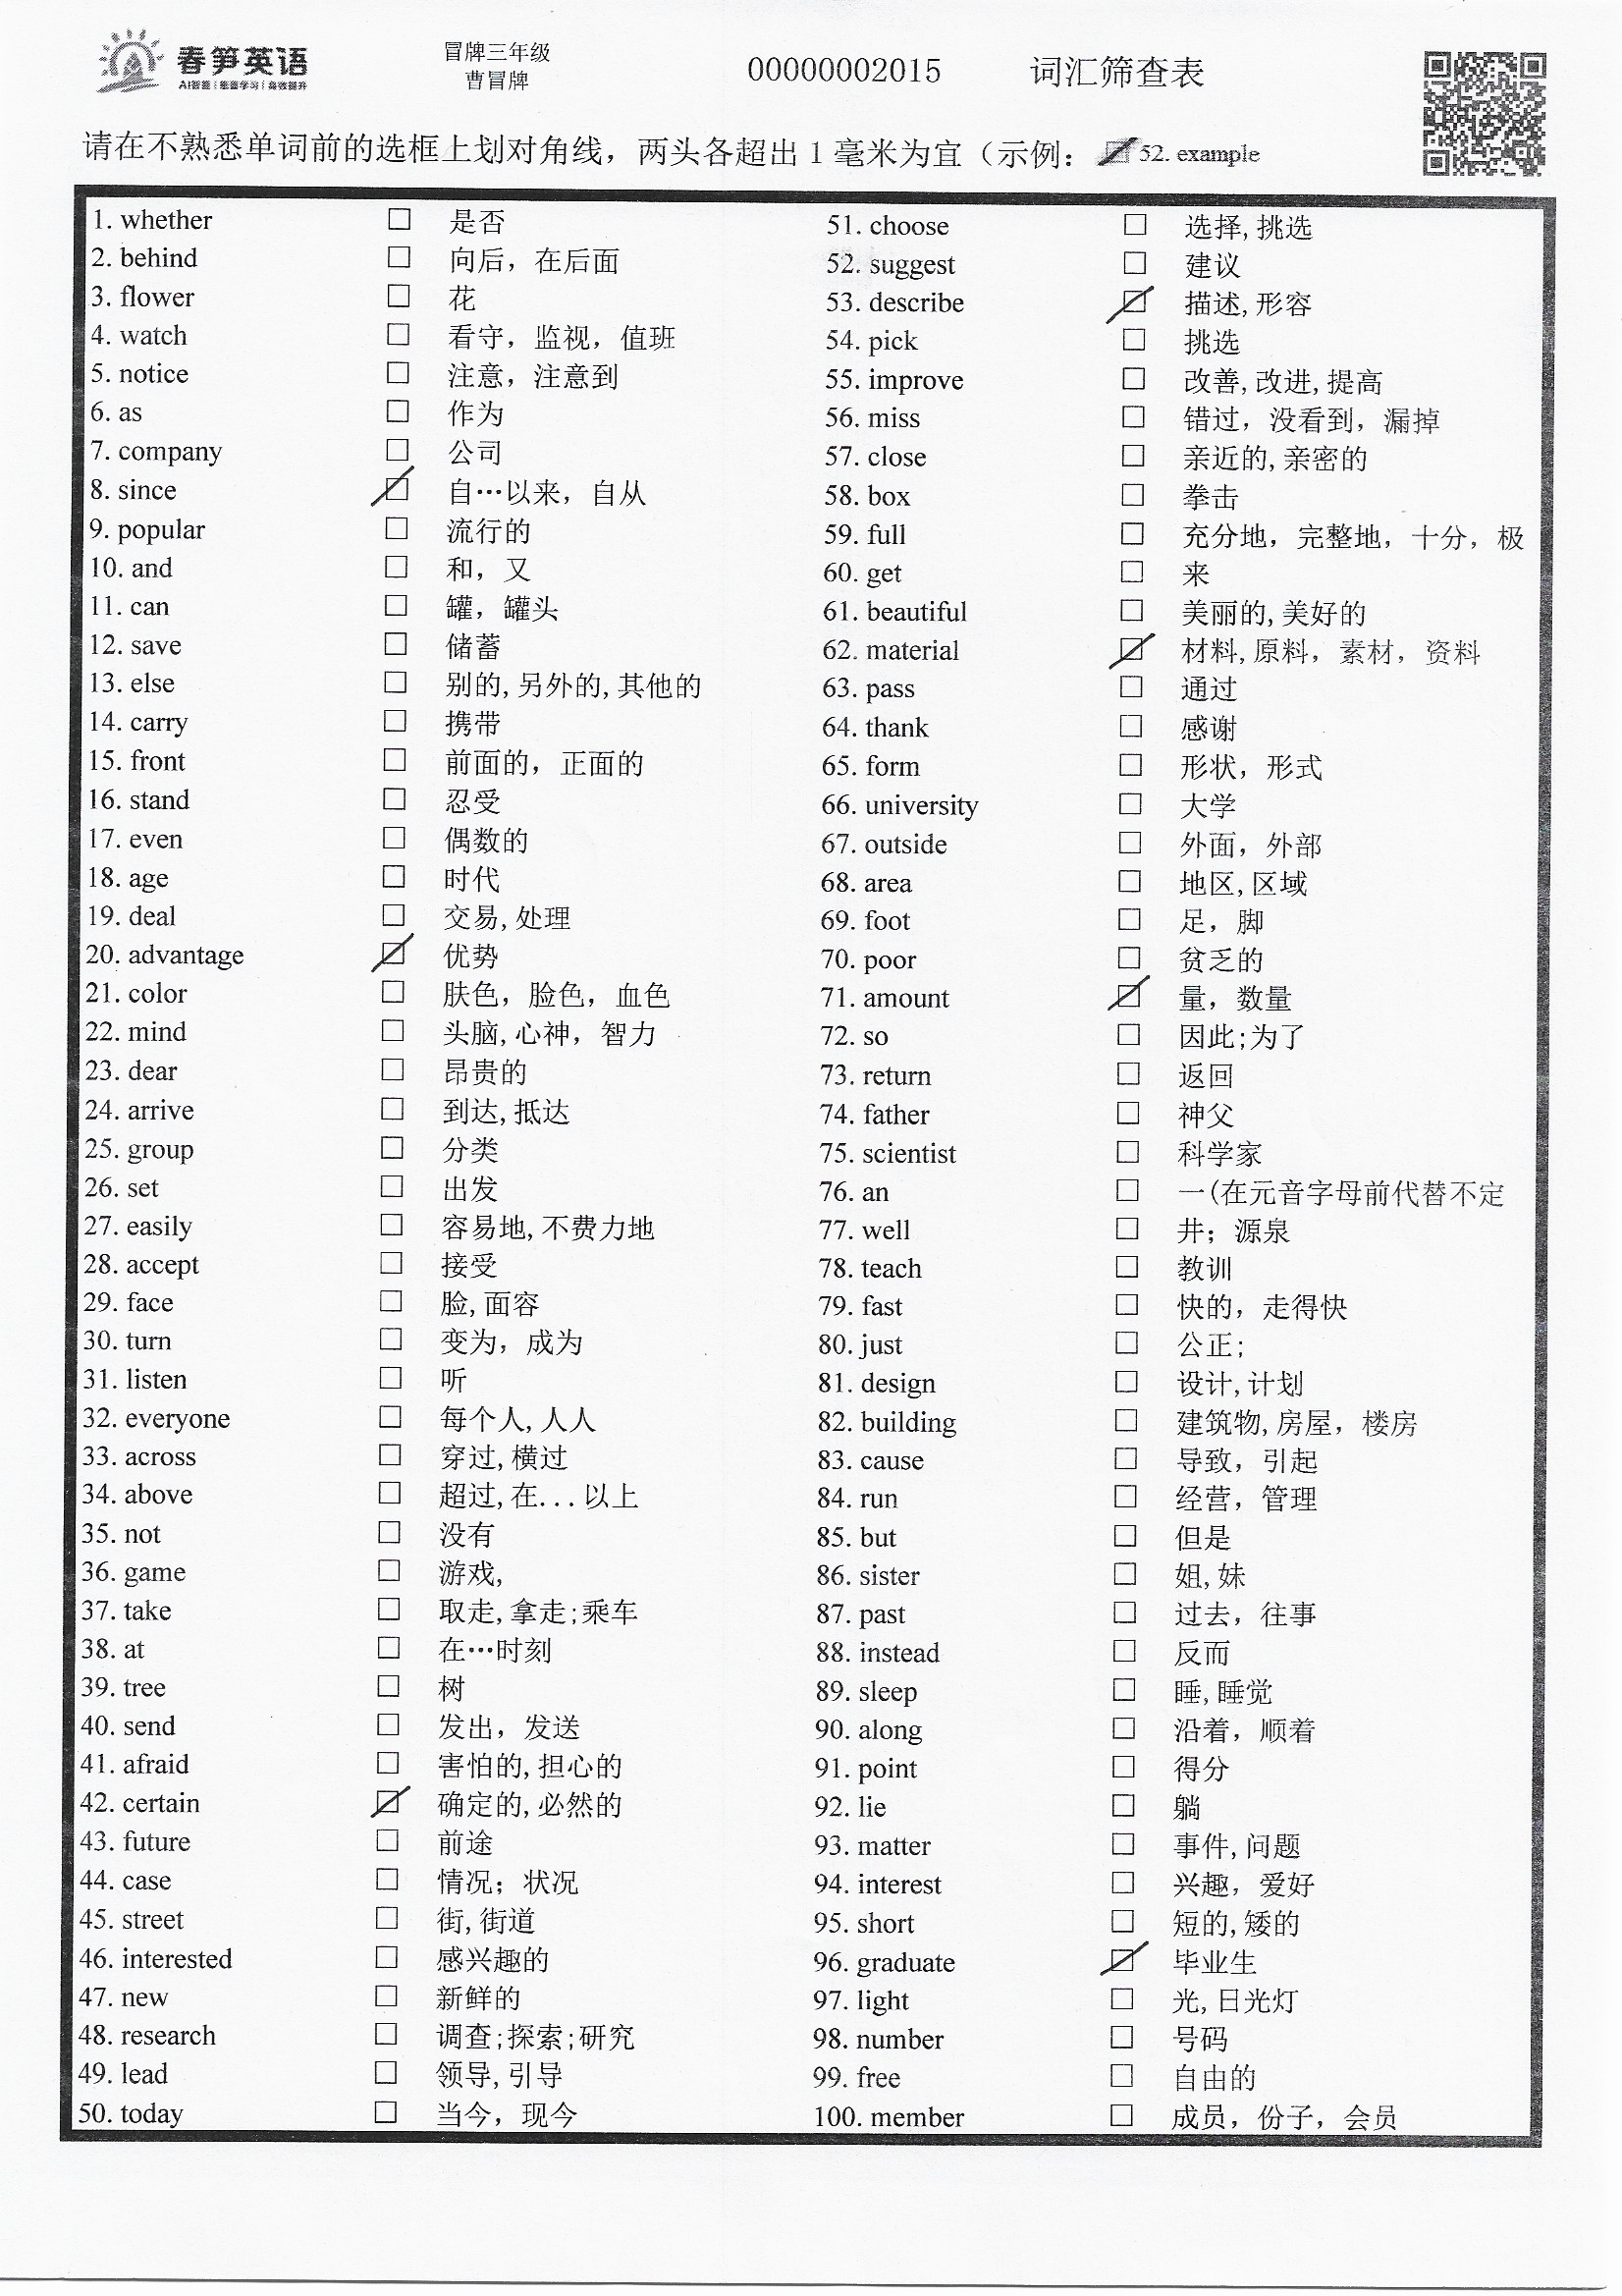 春笋英语
AI智能|愉蒙学习|高效提升
冒牌三年级
曹冒牌
00000002015
词汇筛查表
请在不熟悉单词前的选框上划对角线，两头各超出1毫米为宜（示例： 52. example
1. whether □ 是否
2. behind □ 向后，在后面
3. flower □ 花
4. watch □ 看守，监视，值班
5. notice □ 注意，注意到
6. as □ 作为
7. company □ 公司
8. since □ 自…以来，自从
9. popular □ 流行的
10. and □ 和，又
11. can □ 罐，罐头
12. save □ 储蓄
13. else □ 别的,另外的,其他的
14. carry □ 携带
15. front □ 前面的，正面的
16. stand □ 忍受
17. even □ 偶数的
18. age □ 时代
19. deal □ 交易,处理
20. advantage □ 优势
21. color □ 肤色，脸色，血色
22. mind □ 头脑,心神，智力
23. dear □ 昂贵的
24. arrive □ 到达,抵达
25. group □ 分类
26. set □ 出发
27. easily □ 容易地,不费力地
28. accept □ 接受
29. face □ 脸,面容
30. turn □ 变为，成为
31. listen □ 听
32. everyone □ 每个人,人人
33. across □ 穿过,横过
34. above □ 超过,在...以上
35. not □ 没有
36. game □ 游戏,
37. take □ 取走,拿走;乘车
38. at □ 在…时刻
39. tree □ 树
40. send □ 发出，发送
41. afraid □ 害怕的,担心的
42. certain □ 确定的,必然的
43. future □ 前途
44. case □ 情况；状况
45. street □ 街,街道
46. interested □ 感兴趣的
47. new □ 新鲜的
48. research □ 调查;探索;研究
49. lead □ 领导,引导
50. today □ 当今，现今
51. choose □ 选择,挑选
52. suggest □ 建议
53. describe □ 描述,形容
54. pick □ 挑选
55. improve □ 改善,改进,提高
56. miss □ 错过，没看到，漏掉
57. close □ 亲近的,亲密的
58. box □ 拳击
59. full □ 充分地，完整地，十分，极
60. get □ 来
61. beautiful □ 美丽的,美好的
62. material □ 材料,原料，素材，资料
63. pass □ 通过
64. thank □ 感谢
65. form □ 形状，形式
66. university □ 大学
67. outside □ 外面，外部
68. area □ 地区,区域
69. foot □ 足，脚
70. poor □ 贫乏的
71. amount □ 量，数量
72. so □ 因此;为了
73. return □ 返回
74. father □ 神父
75. scientist □ 科学家
76. an □ 一(在元音字母前代替不定
77. well □ 井；源泉
78. teach □ 教训
79. fast □ 快的，走得快
80. just □ 公正;
81. design □ 设计,计划
82. building □ 建筑物,房屋，楼房
83. cause □ 导致，引起
84. run □ 经营，管理
85. but □ 但是
86. sister □ 姐,妹
87. past □ 过去，往事
88. instead □ 反而
89. sleep □ 睡,睡觉
90. along □ 沿着，顺着
91. point □ 得分
92. lie □ 躺
93. matter □ 事件,问题
94. interest □ 兴趣，爱好
95. short □ 短的,矮的
96. graduate □ 毕业生
97. light □ 光,日光灯
98. number □ 号码
99. free □ 自由的
100. member □ 成员，份子，会员